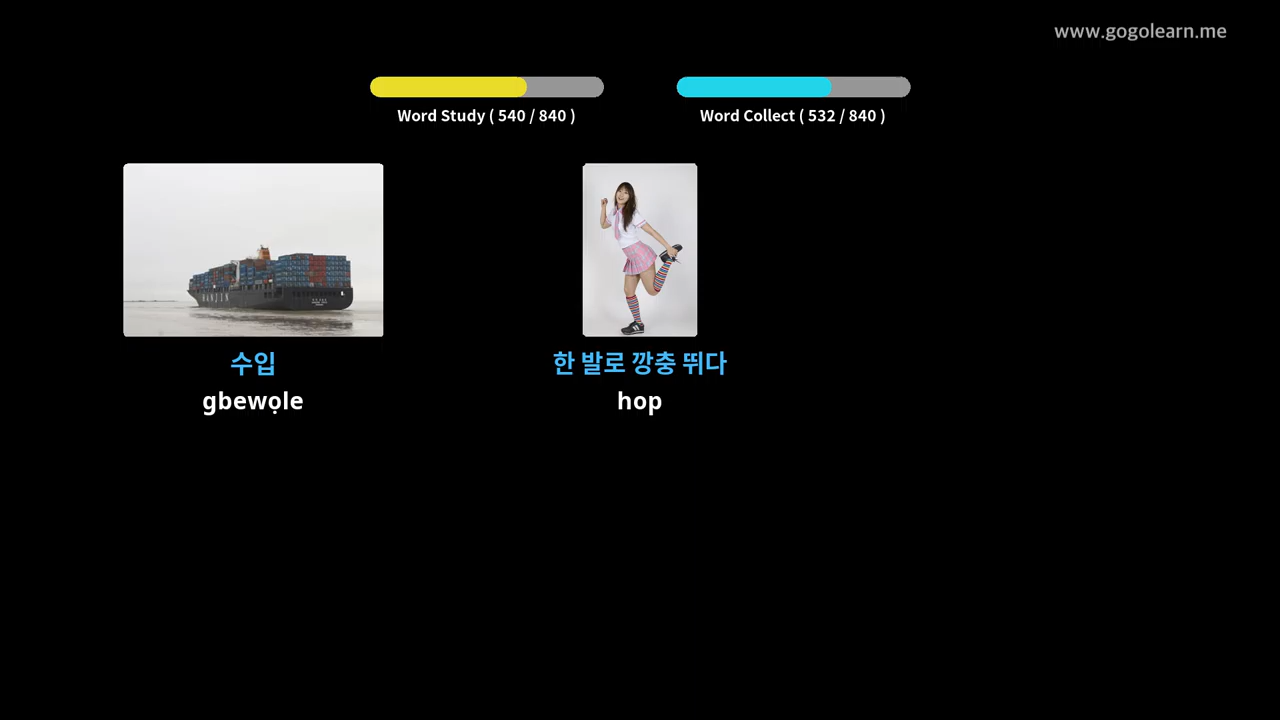 www.gogolearn.me
Word Study ( 540 / 840 )
Word Collect ( 532 / 840 )
HANJIN
수입
한 발로 깡충 뛰다
gbewọle
hop